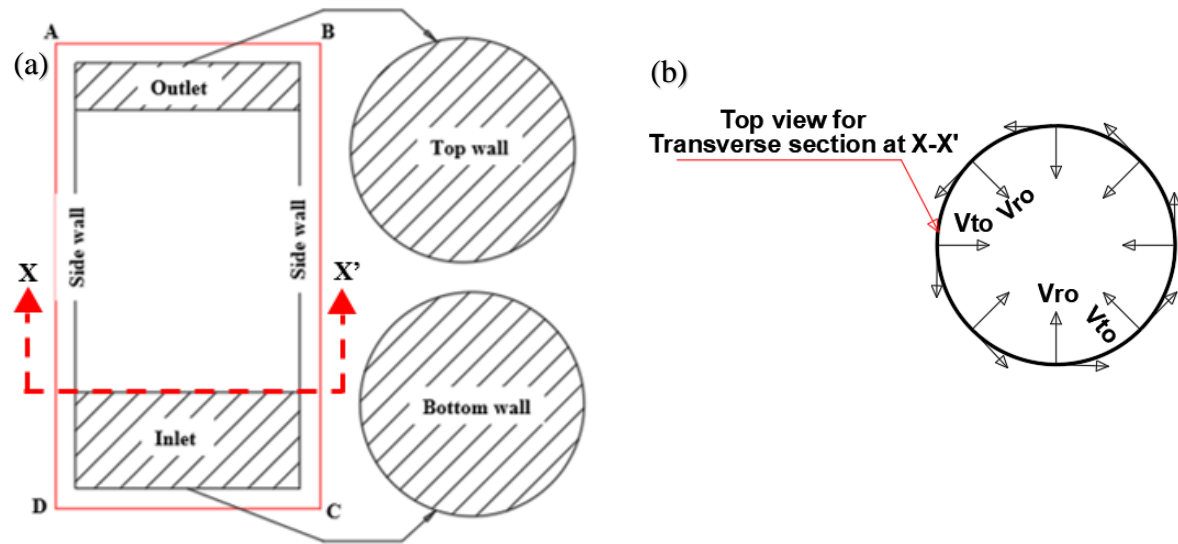 (a)
A
B
Outlet
Top wall
Side wall
Side wall
X
X’
Inlet
Bottom wall
D
C
(b)
Top view for
Transverse section at X-X'
Vto
Vro
Vro
Vto